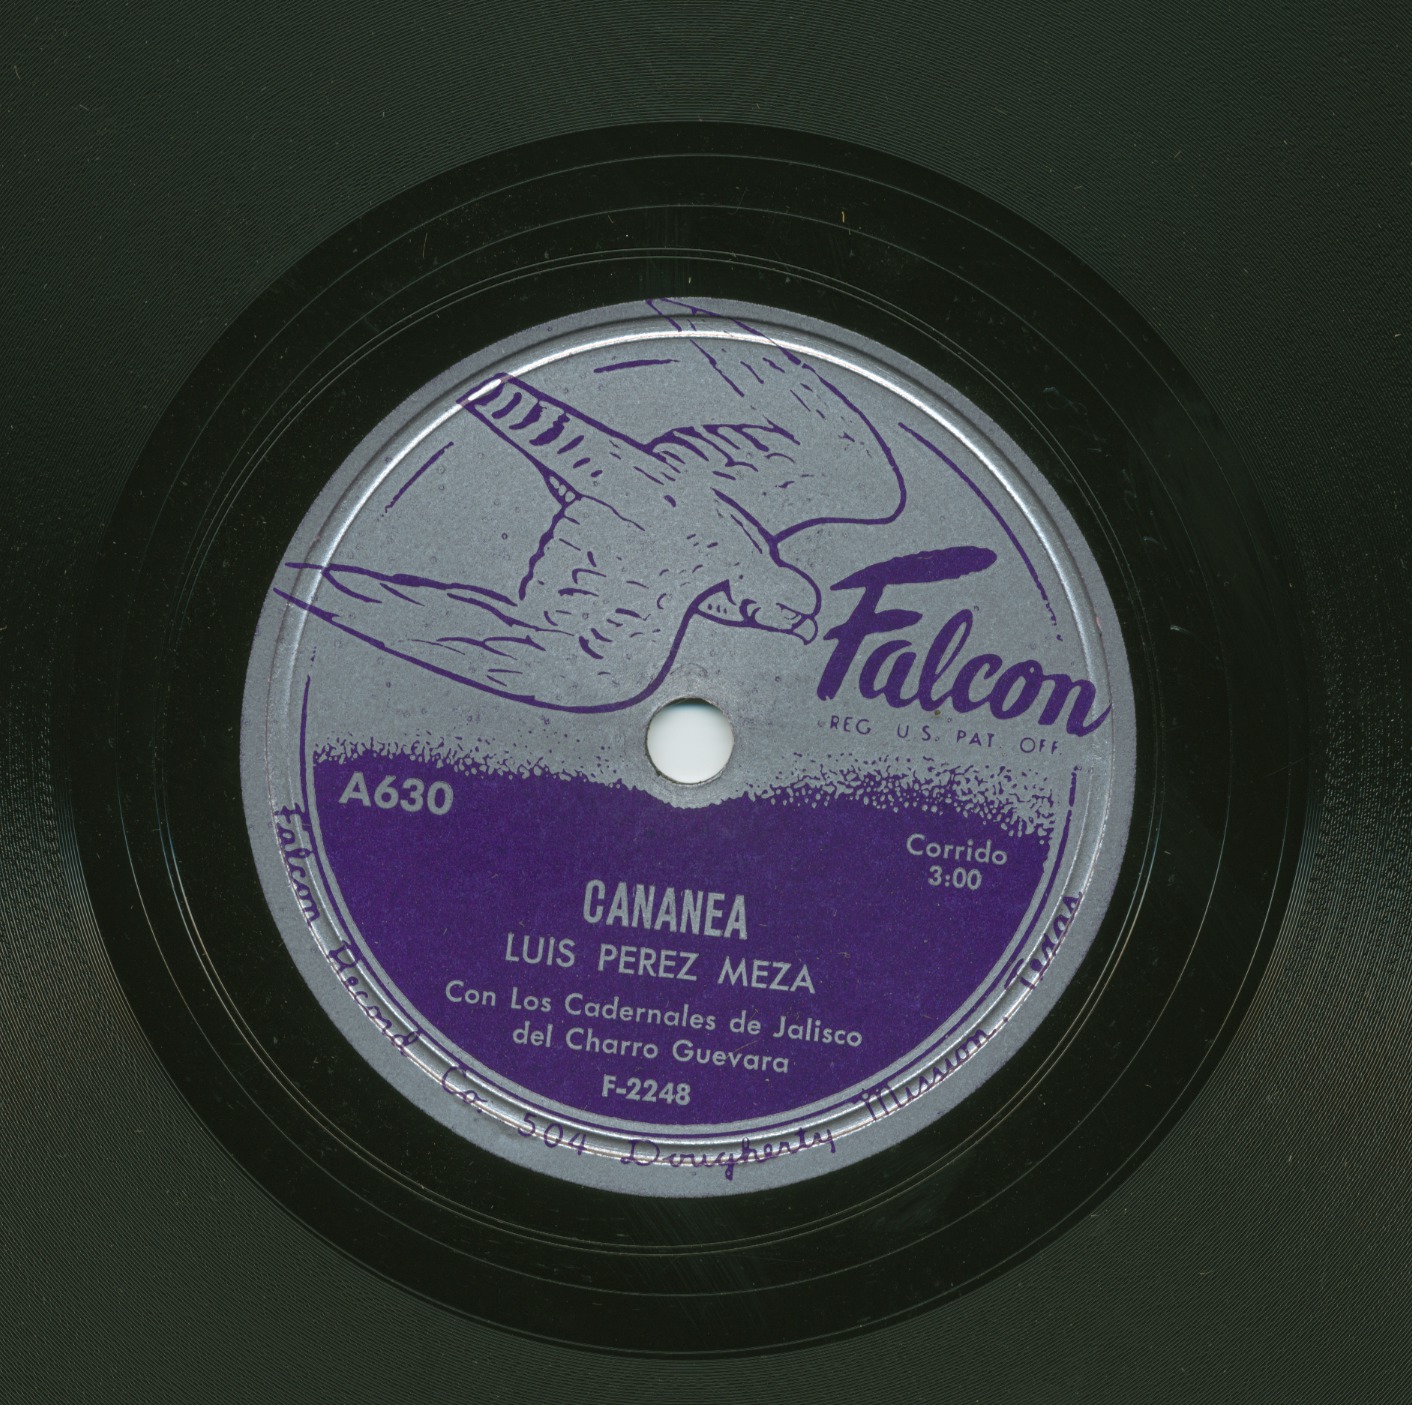 Falcon
REG. U.S. PAT. OFF.
A630
Corrido
3:00
CANANEA
LUIS PEREZ MEZA
Con Los Cadernales de Jalisco
del Charro Guevara
F-2248
Falcon Record Co. 504 Dougherty Mission, Texas